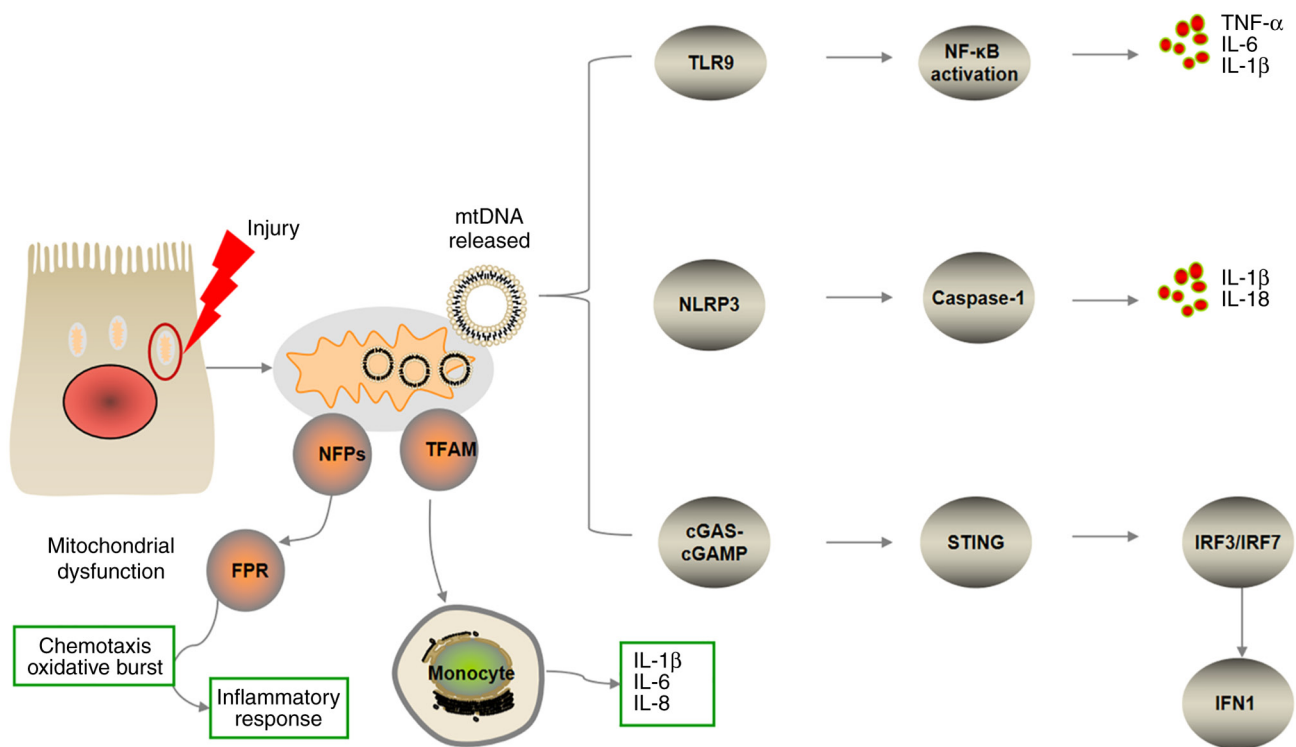 Injury
mtDNA
released
TLR9
NF-κB
activation
TNF-α
IL-6
IL-1β
NLRP3
Caspase-1
IL-1β
IL-18
cGAS-
cGAMP
STING
IRF3/IRF7
IFN1
NFPs
TFAM
Mitochondrial
dysfunction
FPR
Chemotaxis
oxidative burst
Inflammatory
response
Monocyte
IL-1β
IL-6
IL-8